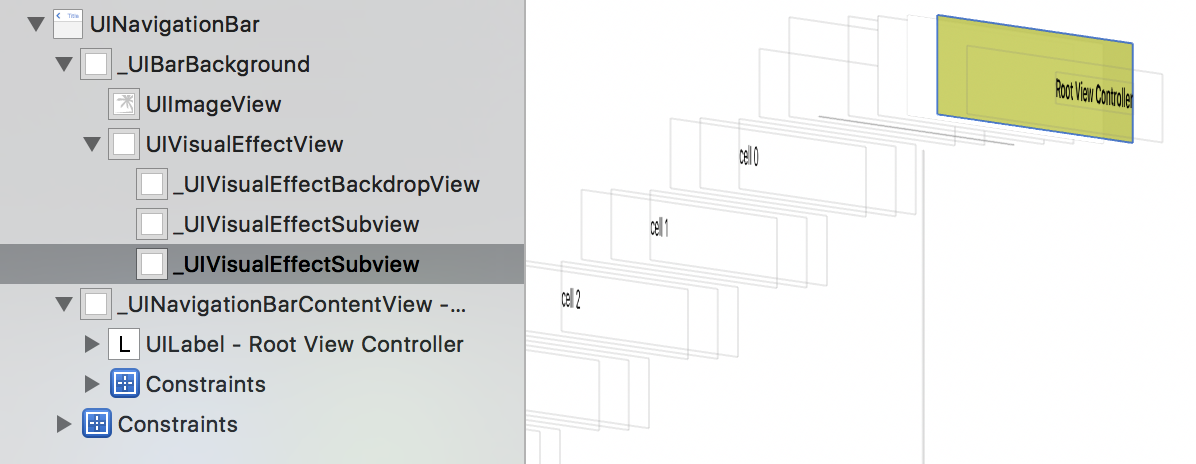 UINavigationBar
_UIBarBackground
UIImageView
UIVisualEffectView
_UIVisualEffectBackdropView
_UIVisualEffectSubview
_UIVisualEffectSubview
_UINavigationBarContentView -...
L UILabel - Root View Controller
Constraints
Constraints
Title
Root View Controller
cell 0
cell 1
cell 2